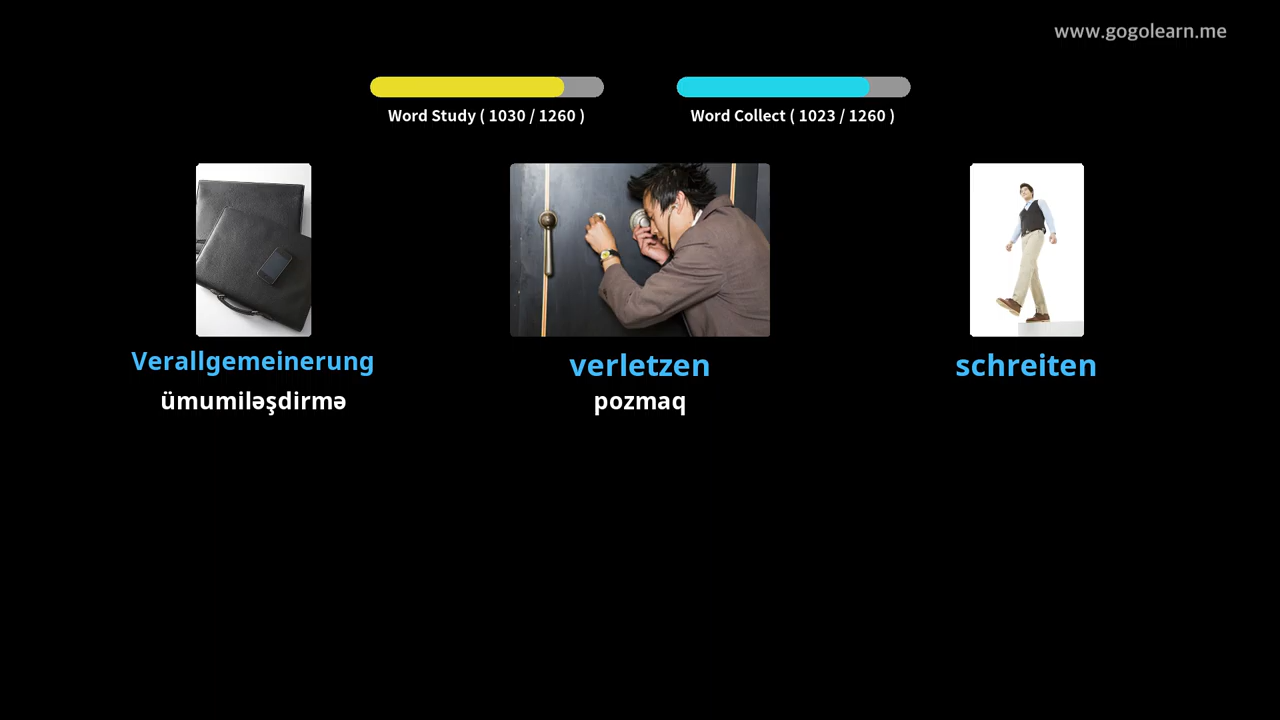 www.gogolearn.me
Word Study ( 1030 / 1260 )
Word Collect ( 1023 / 1260 )
Verallgemeinerung
ümumiləşdirmə
verletzen
pozmaq
schreiten